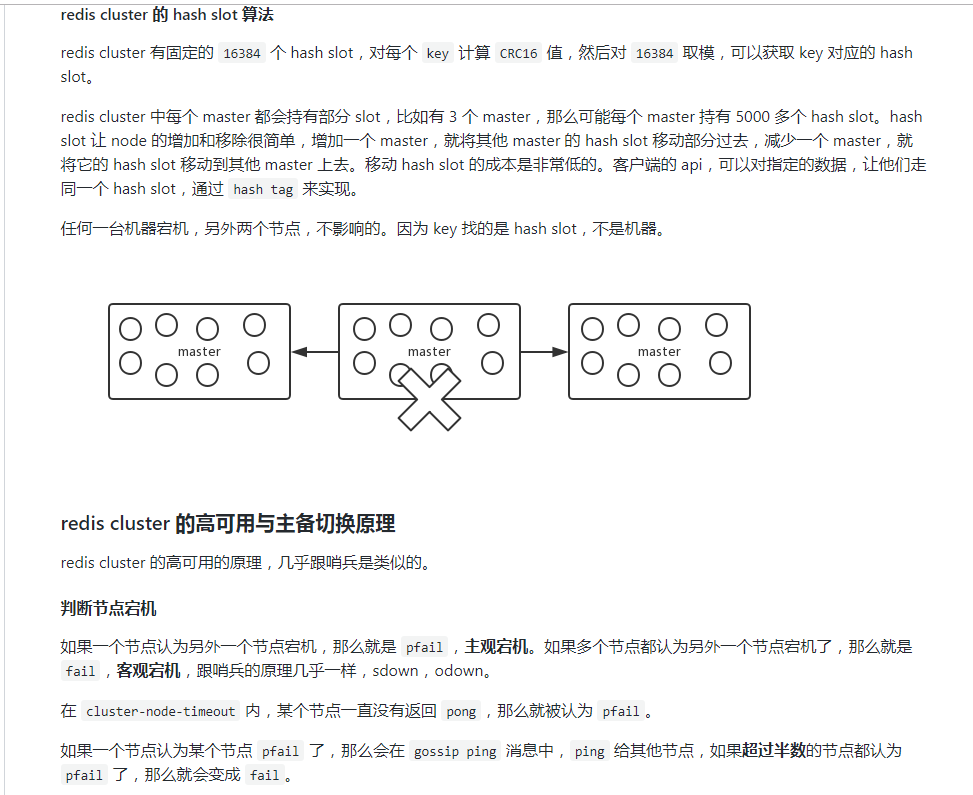 redis cluster 的 hash slot 算法
redis cluster 有固定的 16384 个 hash slot，对每个 key 计算 CRC16 值，然后对 16384 取模，可以获取 key 对应的 hash
slot。
redis cluster 中每个 master 都会持有部分 slot，比如有 3 个 master，那么可能每个 master 持有 5000 多个 hash slot。hash
slot 让 node 的增加和移除很简单，增加一个 master，就将其他 master 的 hash slot 移动部分过去，减少一个 master，就
将它的 hash slot 移动到其他 master 上去。移动 hash slot 的成本是非常低的。客户端的 api，可以对指定的数据，让他们走
同一个 hash slot，通过 hash tag 来实现。
任何一台机器宕机，另外两个节点，不影响的。因为 key 找的是 hash slot，不是机器。
master
master
master
redis cluster 的高可用与主备切换原理
redis cluster 的高可用的原理，几乎跟哨兵是类似的。
判断节点宕机
如果一个节点认为另外一个节点宕机，那么就是 pfail，主观宕机。如果多个节点都认为另外一个节点宕机了，那么就是
fail，客观宕机，跟哨兵的原理几乎一样，sdown，odown。
在 cluster-node-timeout 内，某个节点一直没有返回 pong，那么就被认为 pfail。
如果一个节点认为某个节点 pfail 了，那么会在 gossip ping 消息中，ping 给其他节点，如果超过半数的节点都认为
pfail 了，那么就会变成 fail。